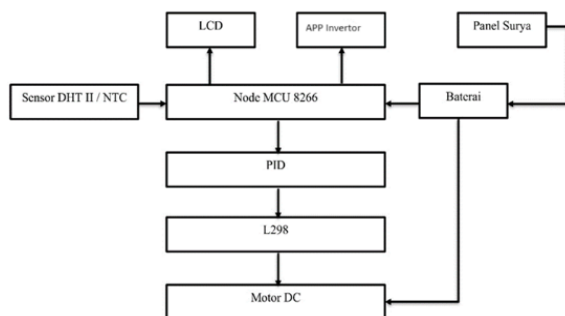 LCD
APP Invertor
Panel Surya
Sensor DHT II / NTC
Node MCU 8266
Baterai
PID
L298
Motor DC